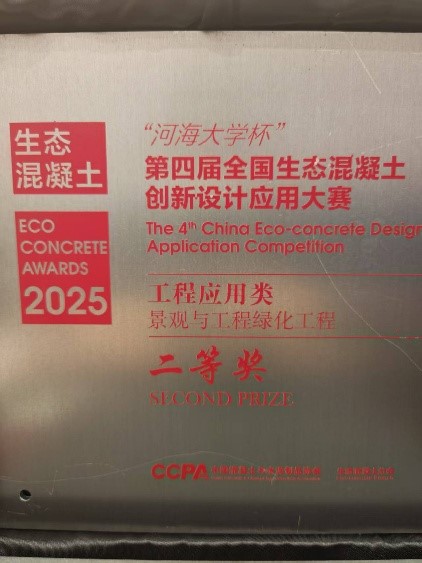 生态
混凝土
ECO
CONCRETE
AWARDS
2025
“河海大学杯”
第四届全国生态混凝土
创新设计应用大赛
The 4th China Eco-concrete Design
Application Competition
工程应用类
景观与工程绿化工程
二等奖
SECOND PRIZE
CCPA